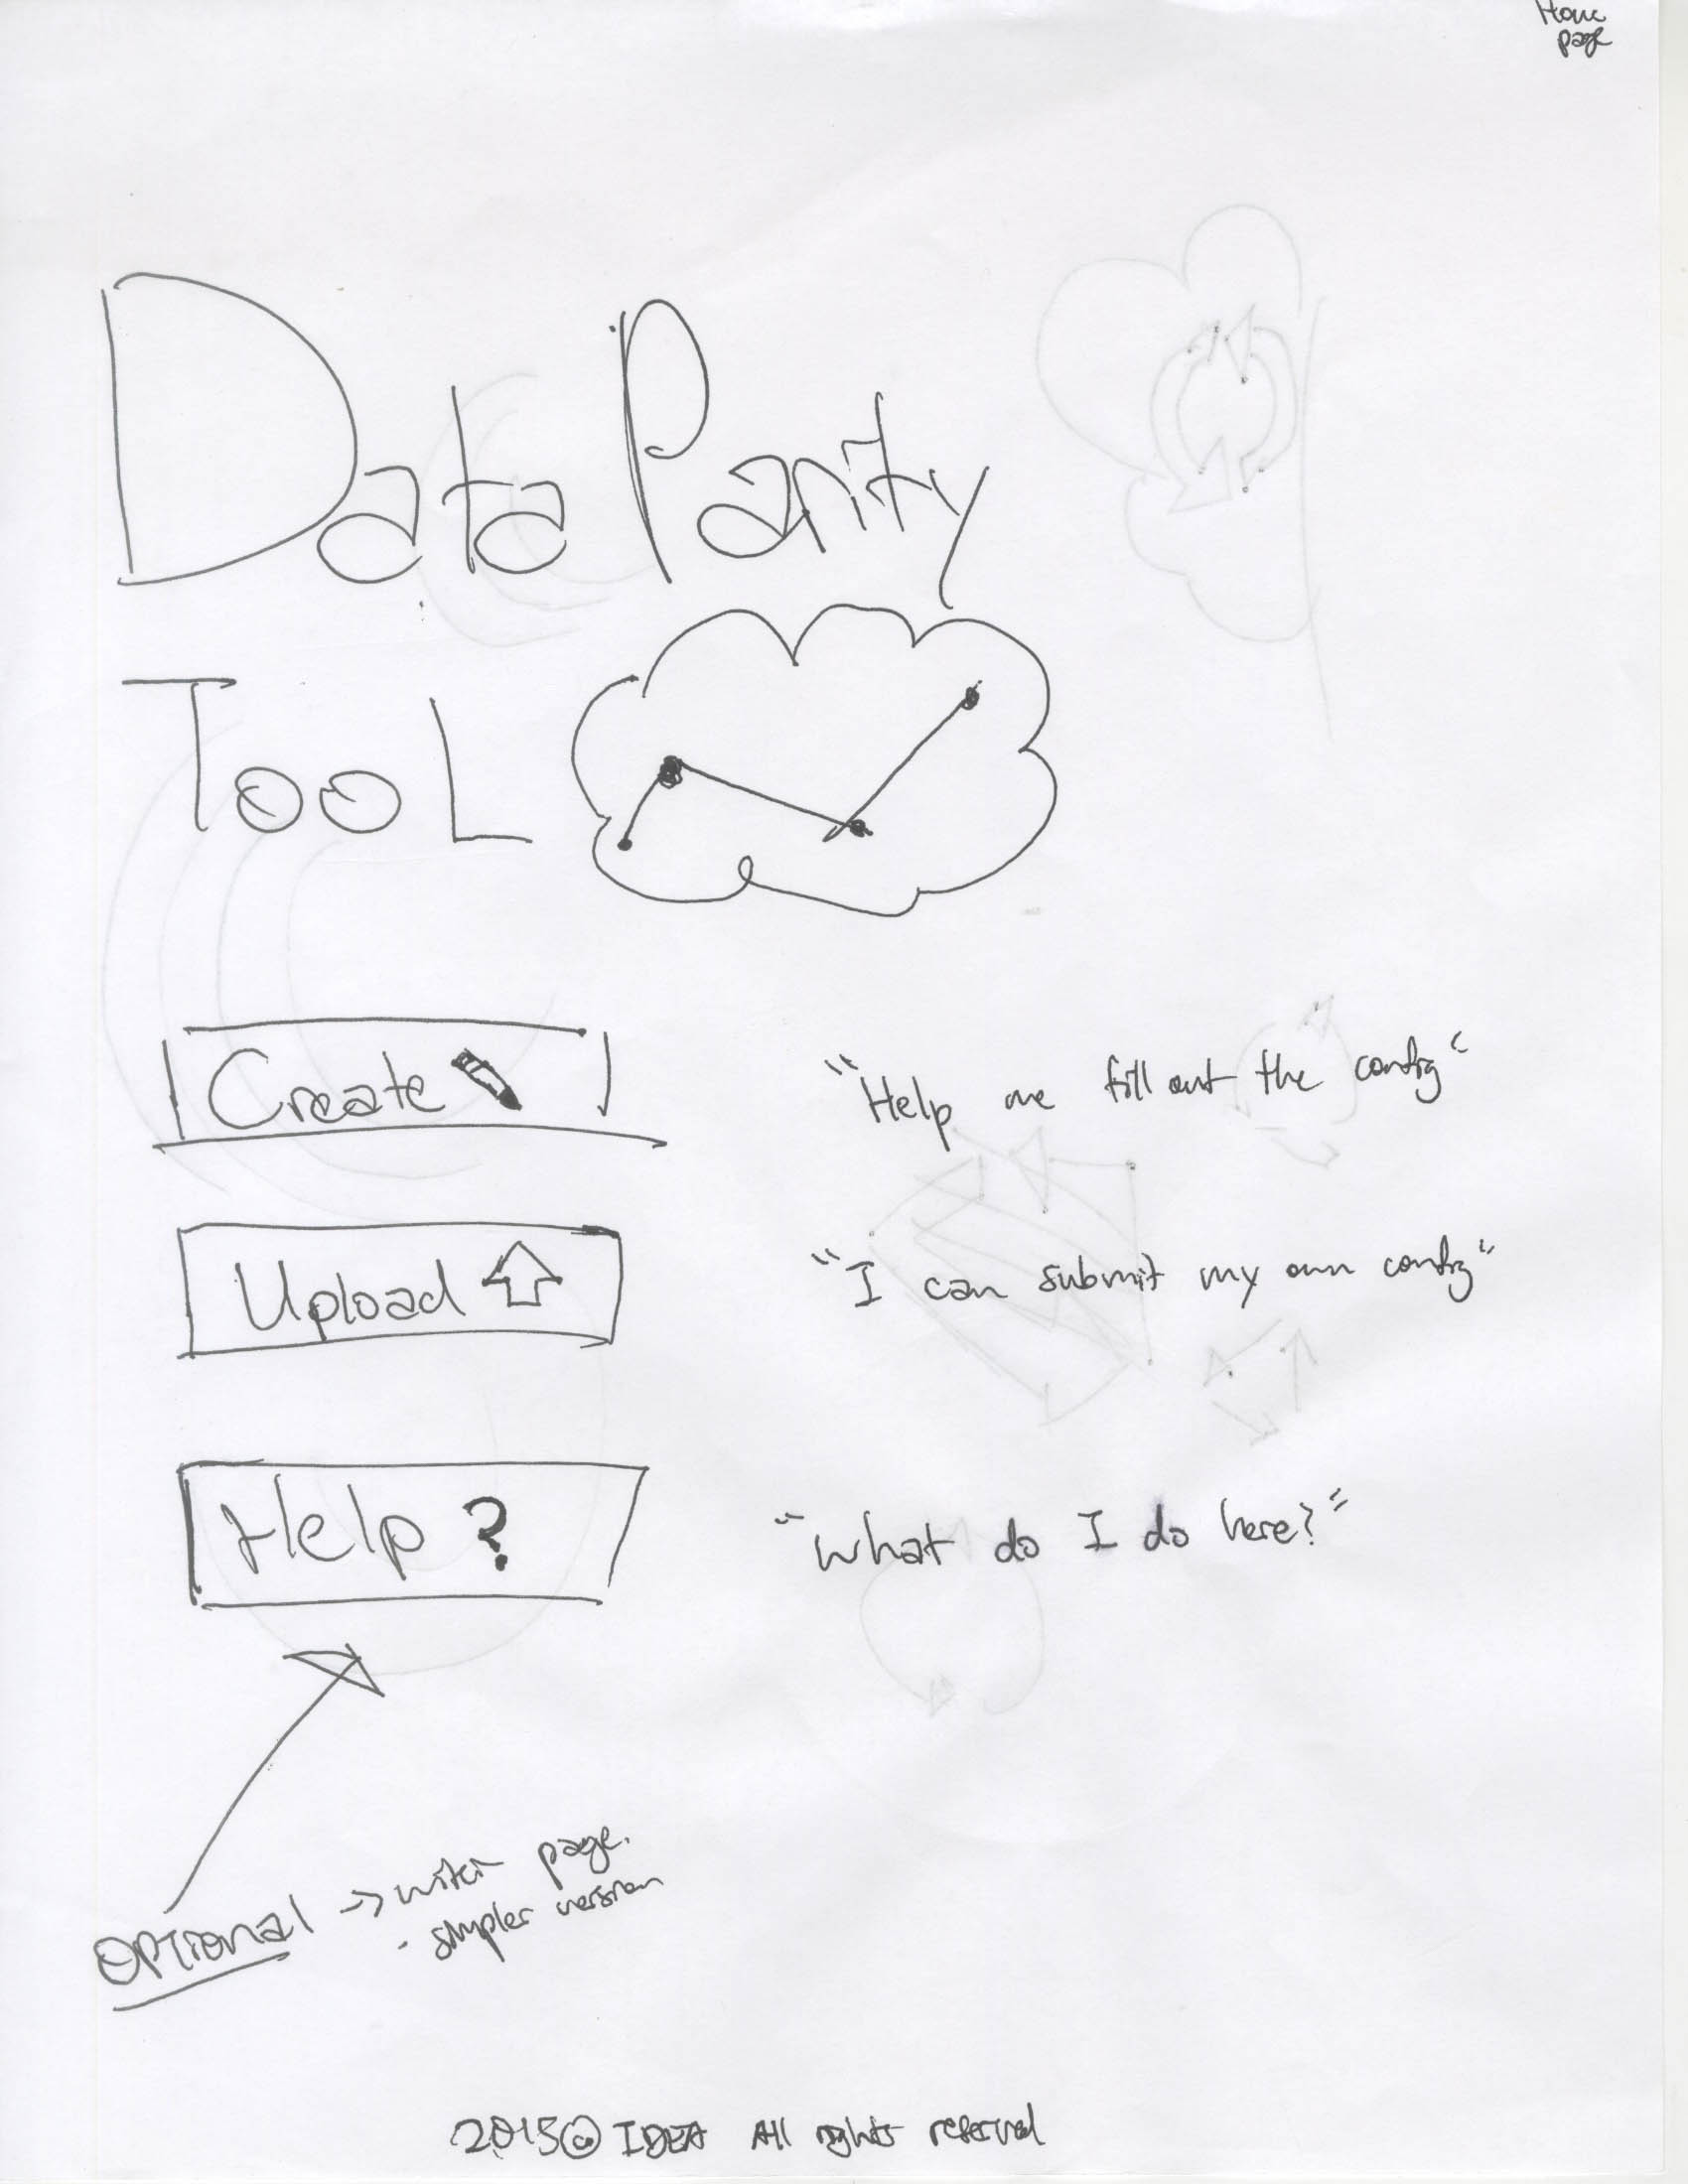 Home
page
Data Parity
TooL
Create
"Help me fill out the config"
Upload
"I can submit my own config"
Help ?
"What do I do here?"
OPTional -> wiki page.
- simpler version
2015© IDEA All rights reserved